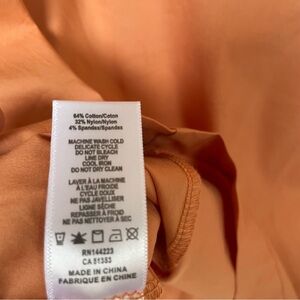 64% Cotton/Coton
32% Nylon/Nylon
4% Spandex/Spandex
MACHINE WASH COLD
DELICATE CYCLE
DO NOT BLEACH
LINE DRY
COOL IRON
DO NOT DRY CLEAN
LAVER À LA MACHINE
À L'EAU FROIDE
CYCLE DOUX
NE PAS JAVELLISER
LIGNE SÈCHE
REPASSER À FROID
NE PAS NETTOYER À SEC
RN144223
CA 51353
MADE IN CHINA
FABRIQUÉ EN CHINE